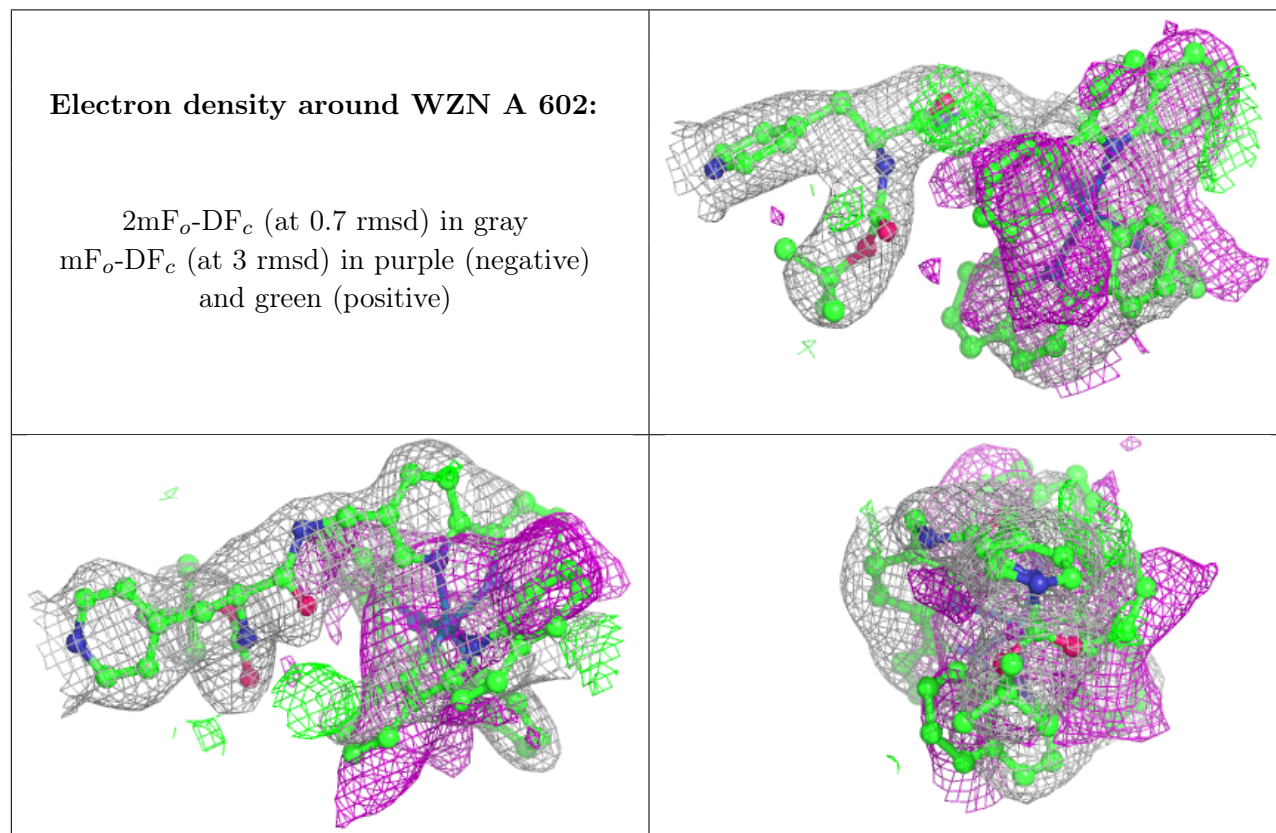 Electron density around WZN A 602:
2mFo-DFc (at 0.7 rmsd) in gray
mFo-DFc (at 3 rmsd) in purple (negative)
and green (positive)